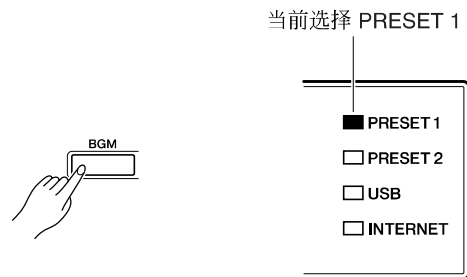 当前选择 PRESET 1
BGM
PRESET 1
PRESET 2
USB
INTERNET